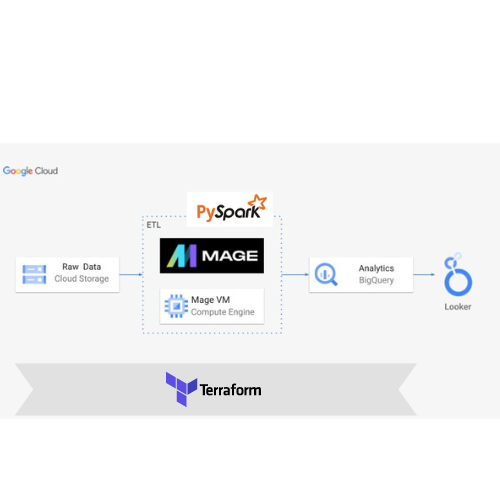 Google Cloud
PySpark
ETL
MAGE
Raw Data
Cloud Storage
Mage VM
Compute Engine
Analytics
BigQuery
Looker
Terraform